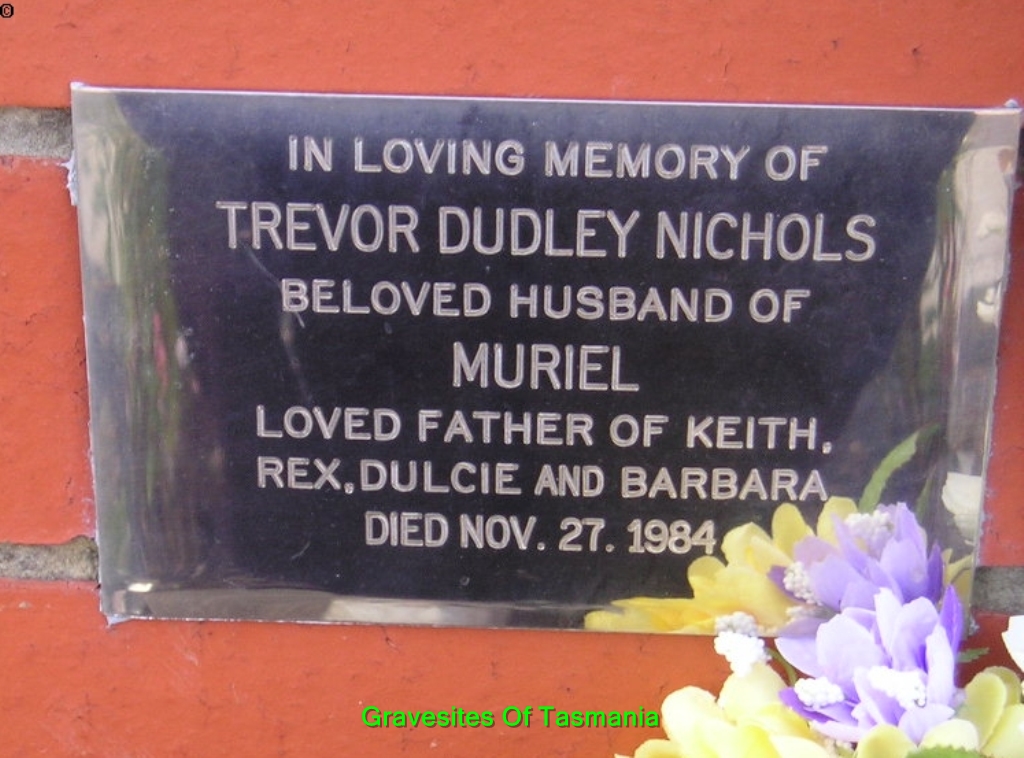 ©
IN LOVING MEMORY OF
TREVOR DUDLEY NICHOLS
BELOVED HUSBAND OF
MURIEL
LOVED FATHER OF KEITH,
REX, DULCIE AND BARBARA
DIED NOV. 27. 1984
Gravesites Of Tasmania